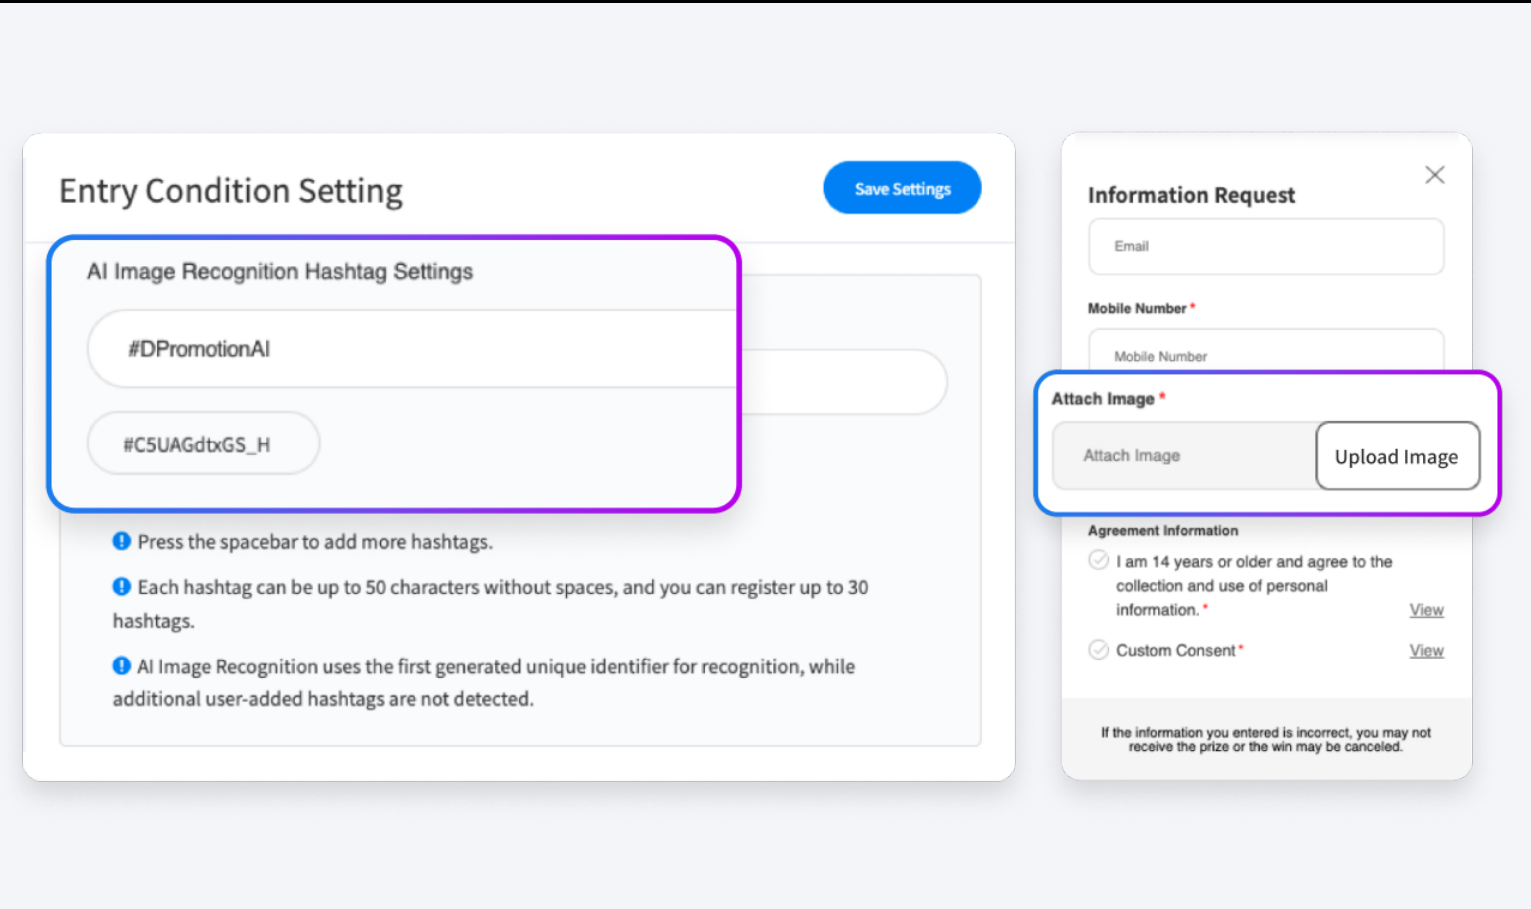 Entry Condition Setting
Save Settings
AI Image Recognition Hashtag Settings
#DPromotionAI
#C5UAGdtxGS_H
Press the spacebar to add more hashtags.
Each hashtag can be up to 50 characters without spaces, and you can register up to 30
hashtags.
AI Image Recognition uses the first generated unique identifier for recognition, while
additional user-added hashtags are not detected.
Information Request
Email
Mobile Number *
Mobile Number
Attach Image *
Attach Image
Upload Image
Agreement Information
I am 14 years or older and agree to the
collection and use of personal
information. *
View
Custom Consent *
View
If the information you entered is incorrect, you may not
receive the prize or the win may be canceled.